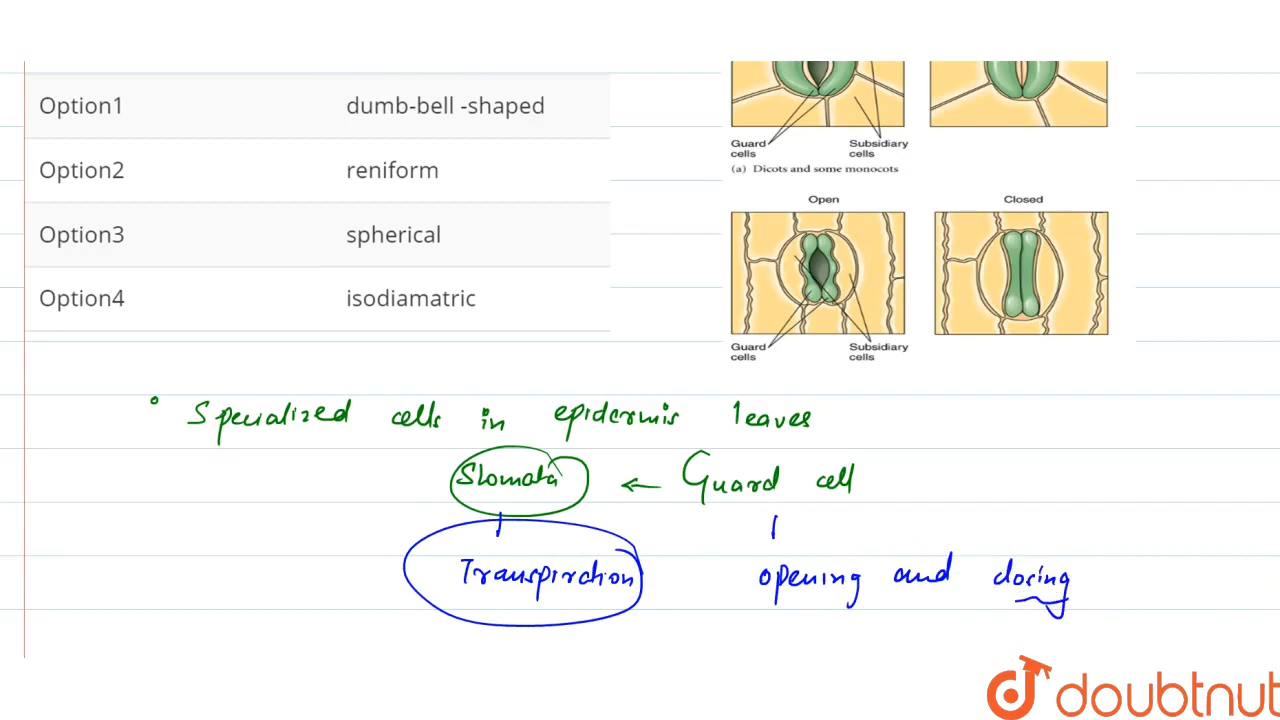 Option1 dumb-bell -shaped
Option2 reniform
Option3 spherical
Option4 isodiamatric
Guard cells
Subsidiary cells
(a) Dicots and some monocots
Open
Closed
Guard cells
Subsidiary cells
Specialized cells in epidermis leaves
Stomata ← Guard cell
Transpiration opening and closing
doubtnut